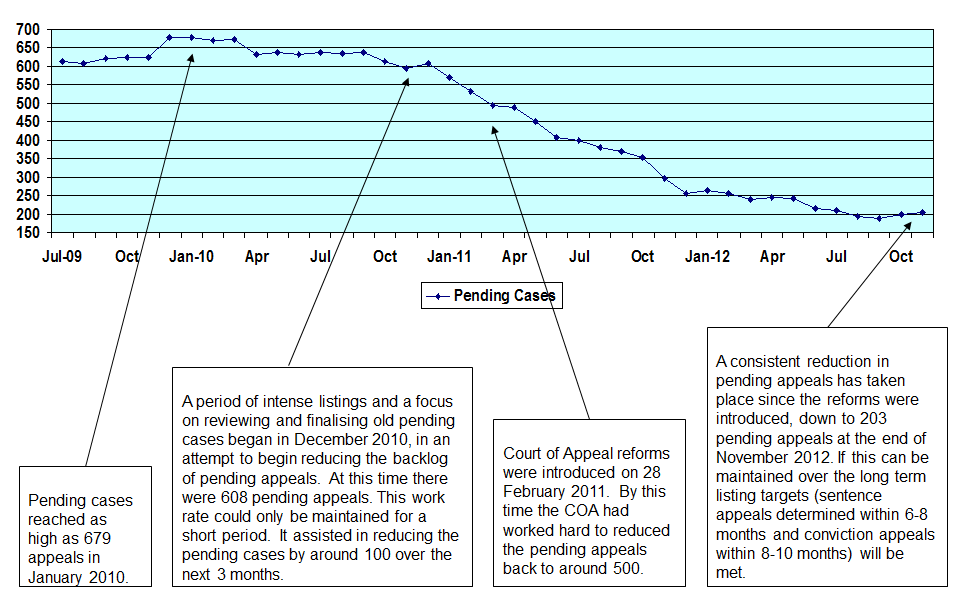 700
650
600
550
500
450
400
350
300
250
200
150
Jul-09 Oct Jan-10 Apr Jul Oct Jan-11 Apr Jul Oct Jan-12 Apr Jul Oct
Pending Cases
Pending cases
reached as
high as 679
appeals in
January 2010.
A period of intense listings and a focus
on reviewing and finalising old pending
cases began in December 2010, in an
attempt to begin reducing the backlog
of pending appeals. At this time there
were 608 pending appeals. This work
rate could only be maintained for a
short period. It assisted in reducing the
pending cases by around 100 over the
next 3 months.
Court of Appeal reforms
were introduced on 28
February 2011. By this
time the COA had
worked hard to reduced
the pending appeals
back to around 500.
A consistent reduction in
pending appeals has taken
place since the reforms were
introduced, down to 203
pending appeals at the end of
November 2012. If this can be
maintained over the long term
listing targets (sentence
appeals determined within 6-8
months and conviction appeals
within 8-10 months) will be
met.